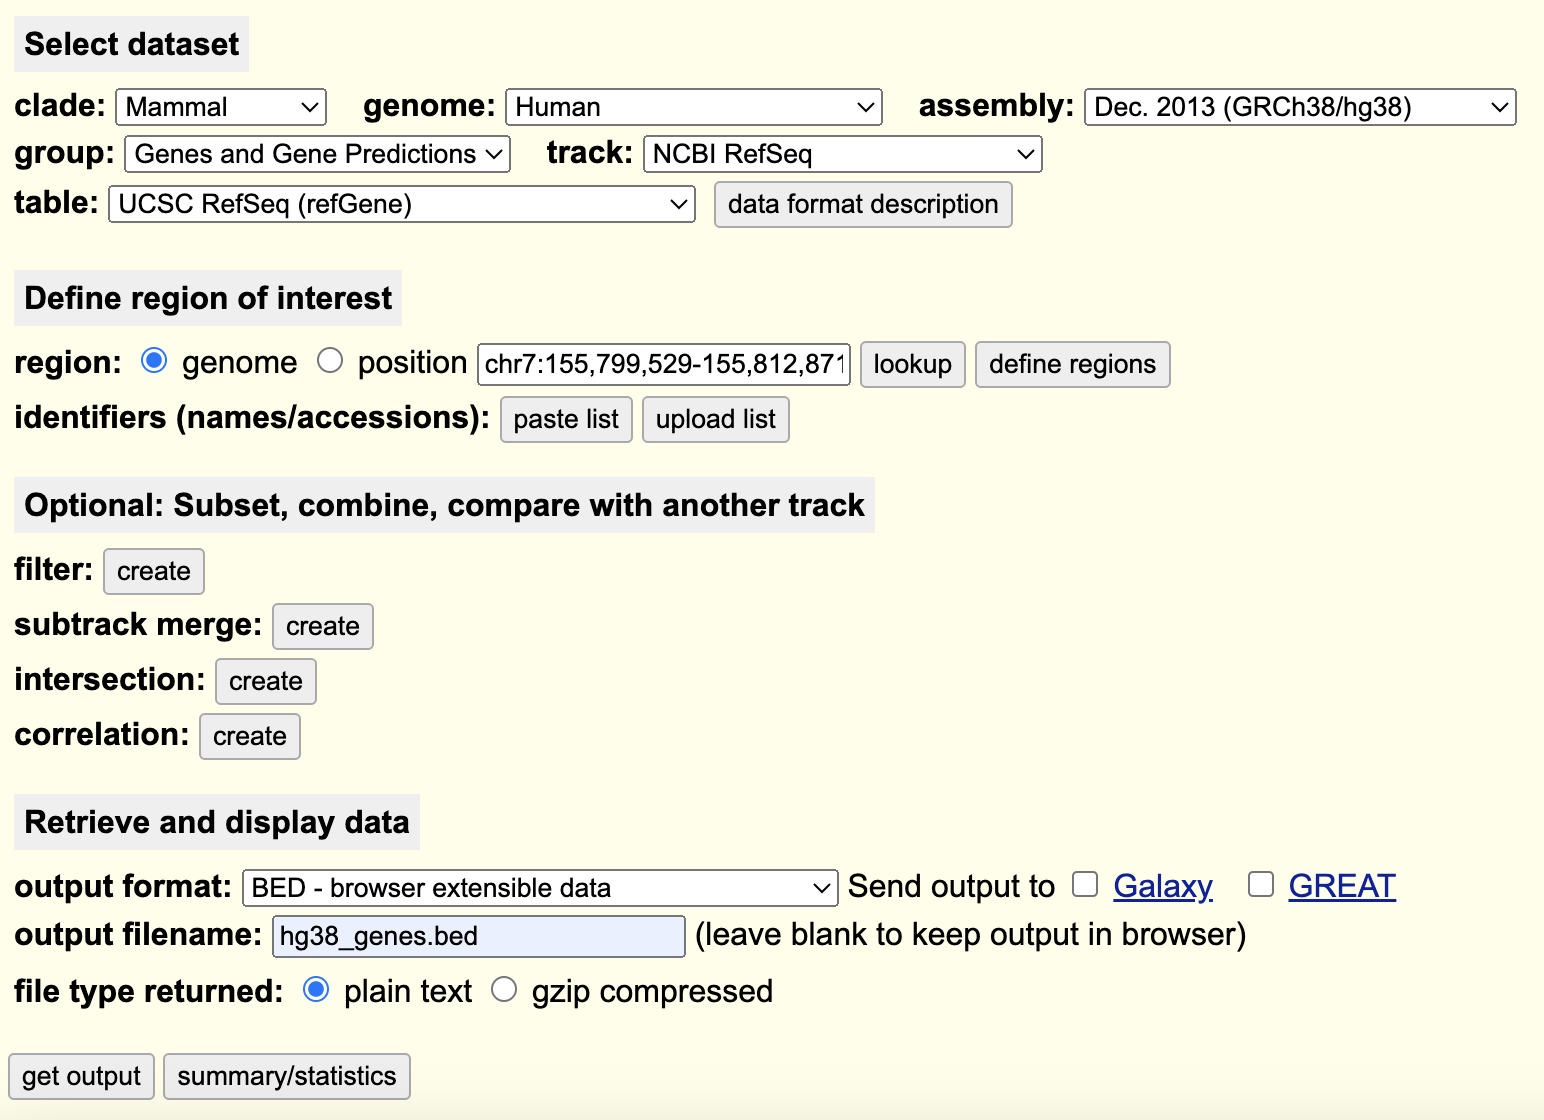 Select dataset
clade: Mammal genome: Human assembly: Dec. 2013 (GRCh38/hg38)
group: Genes and Gene Predictions track: NCBI RefSeq
table: UCSC RefSeq (refGene) data format description
Define region of interest
region: genome position chr7:155,799,529-155,812,871 lookup define regions
identifiers (names/accessions): paste list upload list
Optional: Subset, combine, compare with another track
filter: create
subtrack merge: create
intersection: create
correlation: create
Retrieve and display data
output format: BED - browser extensible data Send output to Galaxy GREAT
output filename: hg38_genes.bed (leave blank to keep output in browser)
file type returned: plain text gzip compressed
get output summary/statistics